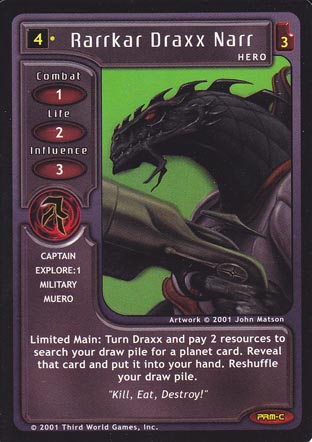 4
Rarrkar Draxx Narr
3
HERO
Combat
1
Life
2
Influence
3
CAPTAIN
EXPLORE:1
MILITARY
MUERO
Artwork © 2001 John Matson
Limited Main: Turn Draxx and pay 2 resources to
search your draw pile for a planet card. Reveal
that card and put it into your hand. Reshuffle
your draw pile.
"Kill, Eat, Destroy!"
© 2001 Third World Games, Inc.
PRM-C